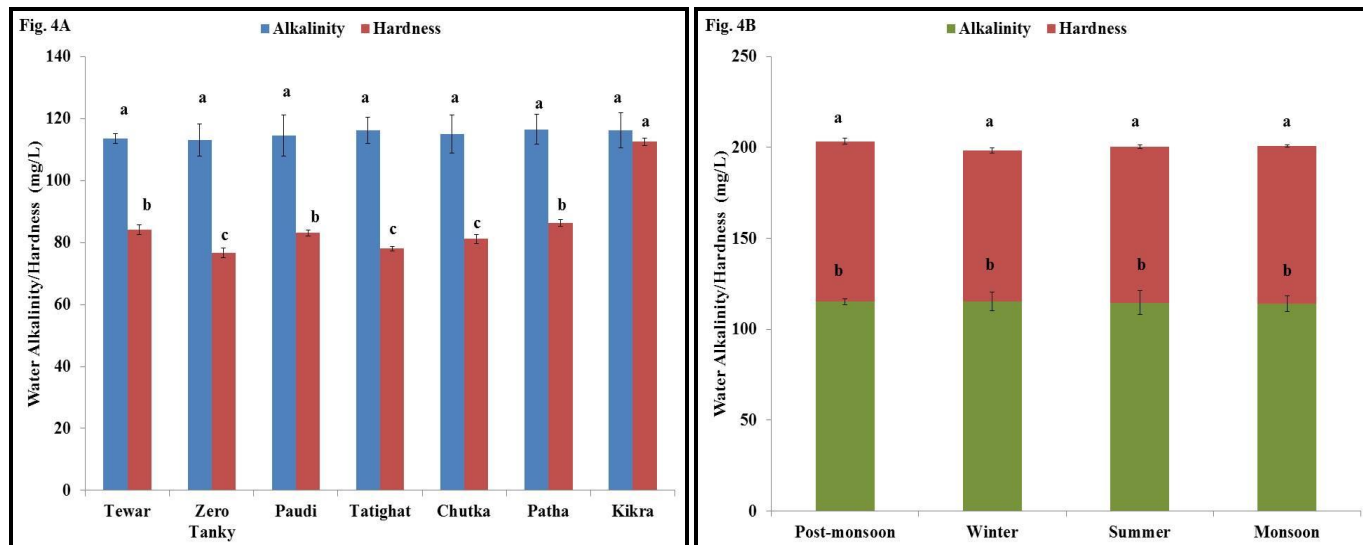 Fig. 4A
Alkalinity Hardness
Water Alkalinity/Hardness (mg/L)
140
120
100
80
60
40
20
0
a a a a a a a a
b c b c c b
Tewar Zero Tanky Paudi Tatighat Chutka Patha Kikra
Fig. 4B
Alkalinity Hardness
Water Alkalinity/Hardness (mg/L)
250
200
150
100
50
0
a a a a
b b b b
Post-monsoon Winter Summer Monsoon